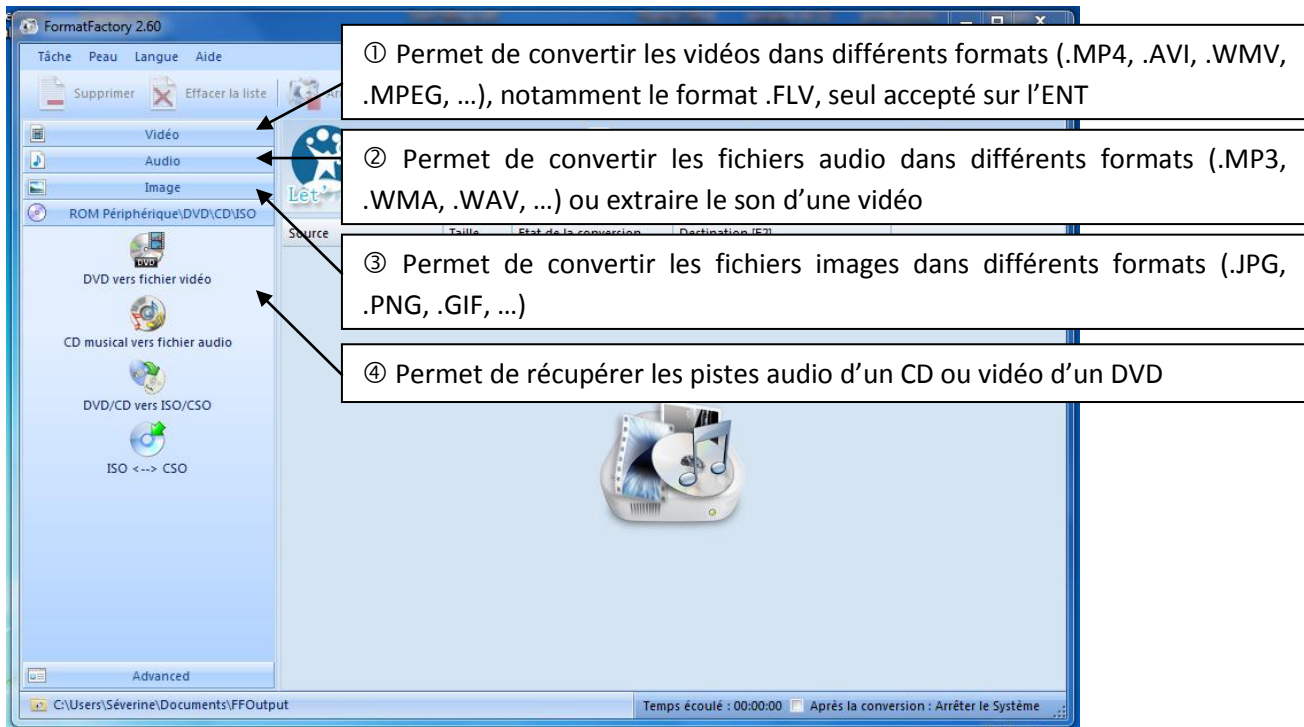 FormatFactory 2.60
Tâche Peau Langue Aide
Supprimer Effacer la liste
① Permet de convertir les vidéos dans différents formats (.MP4, .AVI, .WMV,
.MPEG, …), notamment le format .FLV, seul accepté sur l’ENT
Vidéo
Audio
Image
ROM Périphérique\DVD\CD\ISO
② Permet de convertir les fichiers audio dans différents formats (.MP3,
.WMA, .WAV, …) ou extraire le son d’une vidéo
Source Taille Etat de la conversion Destination [F2]
③ Permet de convertir les fichiers images dans différents formats (.JPG,
.PNG, .GIF, …)
④ Permet de récupérer les pistes audio d’un CD ou vidéo d’un DVD
DVD
DVD vers fichier vidéo
CD musical vers fichier audio
DVD/CD vers ISO/CSO
ISO <--> CSO
Advanced
C:\Users\Séverine\Documents\FFOutput
Temps écoulé : 00:00:00 Après la conversion : Arrêter le Système